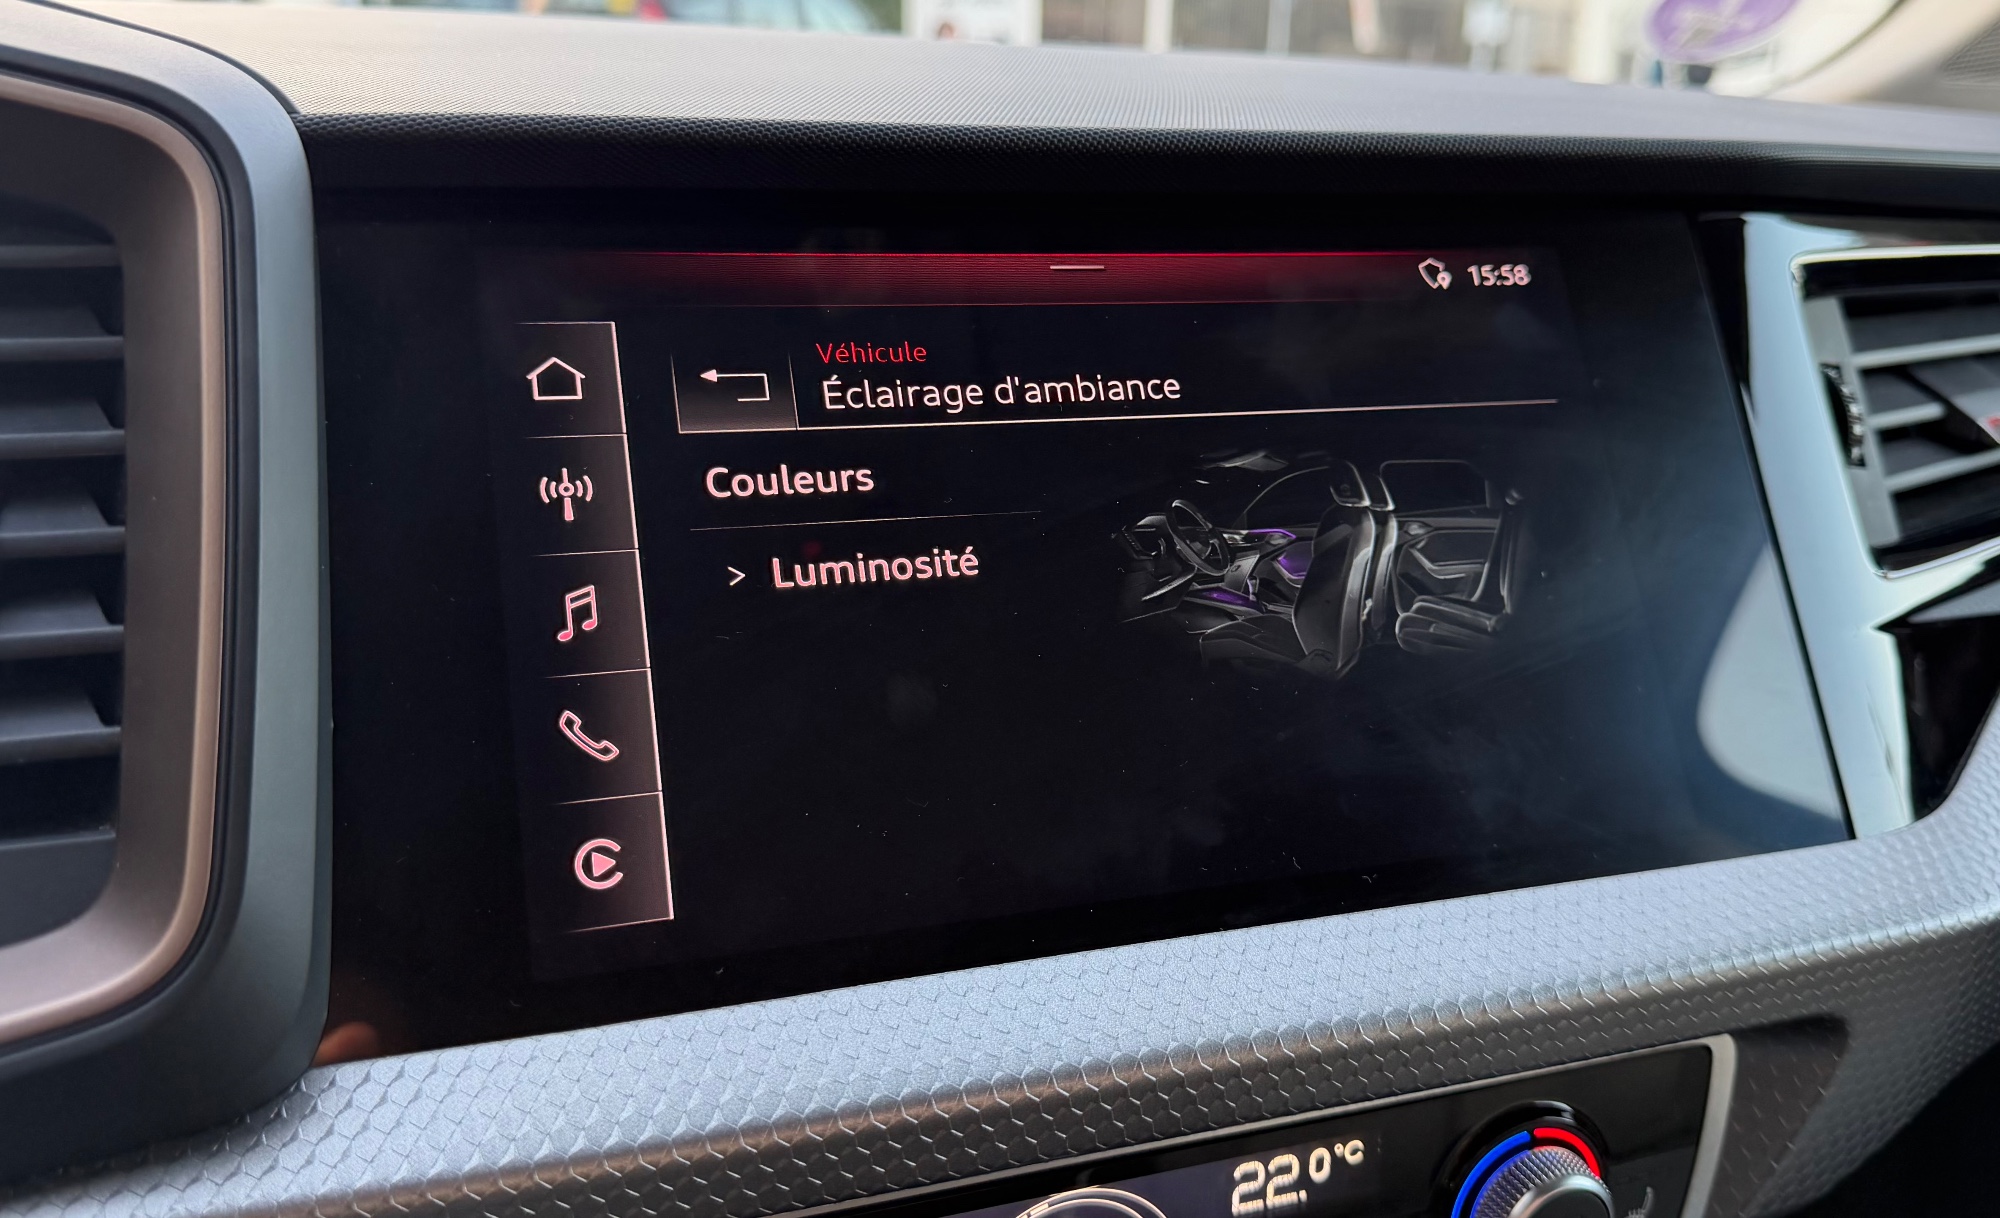 15:58
Véhicule
Éclairage d'ambiance
Couleurs
> Luminosité
22.0°C